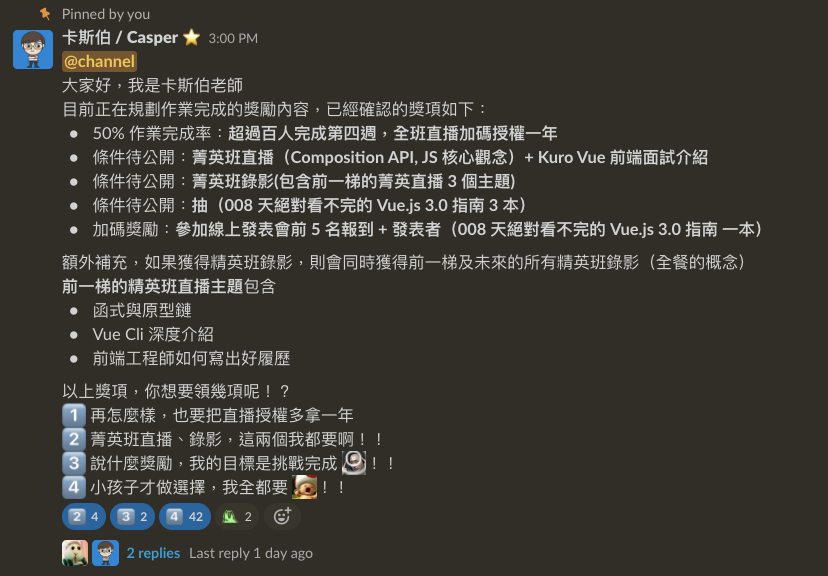 Pinned by you
卡斯伯 / Casper 3:00 PM
@channel
大家好，我是卡斯伯老師
目前正在規劃作業完成的獎勵內容，已經確認的獎項如下：
• 50% 作業完成率：超過百人完成第四週，全班直播加碼授權一年
• 條件待公開：菁英班直播（Composition API, JS 核心觀念）+ Kuro Vue 前端面試介紹
• 條件待公開：菁英班錄影(包含前一梯的菁英直播 3 個主題)
• 條件待公開：抽（008 天絕對看不完的 Vue.js 3.0 指南 3 本）
• 加碼獎勵：參加線上發表會前 5 名報到 + 發表者（008 天絕對看不完的 Vue.js 3.0 指南 一本）
額外補充，如果獲得精英班錄影，則會同時獲得前一梯及未來的所有精英班錄影（全餐的概念）
前一梯的精英班直播主題包含
• 函式與原型鏈
• Vue Cli 深度介紹
• 前端工程師如何寫出好履歷
以上獎項，你想要領幾項呢！？
1 再怎麼樣，也要把直播授權多拿一年
2 菁英班直播、錄影，這兩個我都要啊！！
3 說什麼獎勵，我的目標是挑戰完成！！
4 小孩子才做選擇，我全都要！！
2 4 3 2 4 42 2
2 replies Last reply 1 day ago